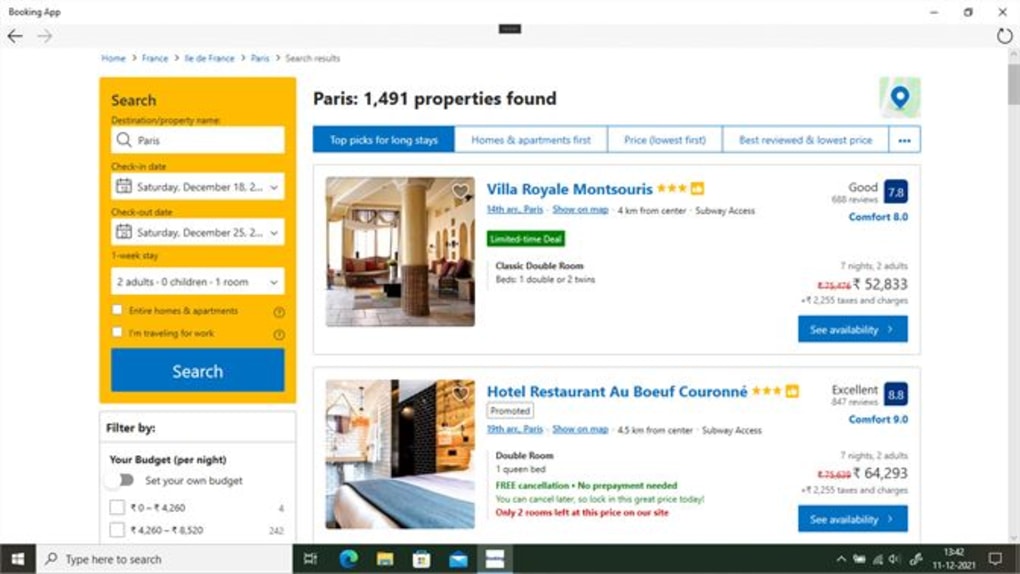 Booking App
Home > France > Ile de France > Paris > Search results
Search
Destination/property name:
Paris
Check-in date
Saturday, December 18, 2...
Check-out date
Saturday, December 25, 2...
1-week stay
2 adults - 0 children - 1 room
Entire homes & apartments
I'm traveling for work
Search
Filter by:
Your Budget (per night)
Set your own budget
₹ 0 – ₹ 4,260 4
₹ 4,260 – ₹ 8,520 242
Paris: 1,491 properties found
Top picks for long stays
Homes & apartments first
Price (lowest first)
Best reviewed & lowest price
•••
Villa Royale Montsouris
14th arr., Paris · Show on map · 4 km from center · Subway Access
Limited-time Deal
Classic Double Room
Beds: 1 double or 2 twins
Good 7.8
688 reviews
Comfort 8.0
7 nights, 2 adults
₹ 75,476 ₹ 52,833
+₹ 2,255 taxes and charges
See availability >
Hotel Restaurant Au Boeuf Couronné
Promoted
19th arr., Paris · Show on map · 4.5 km from center · Subway Access
Double Room
1 queen bed
FREE cancellation • No prepayment needed
You can cancel later, so lock in this great price today!
Only 2 rooms left at this price on our site
Excellent 8.8
847 reviews
Comfort 9.0
7 nights, 2 adults
₹ 75,639 ₹ 64,293
+₹ 2,255 taxes and charges
See availability >
Type here to search
Booking
13:42
11-12-2021